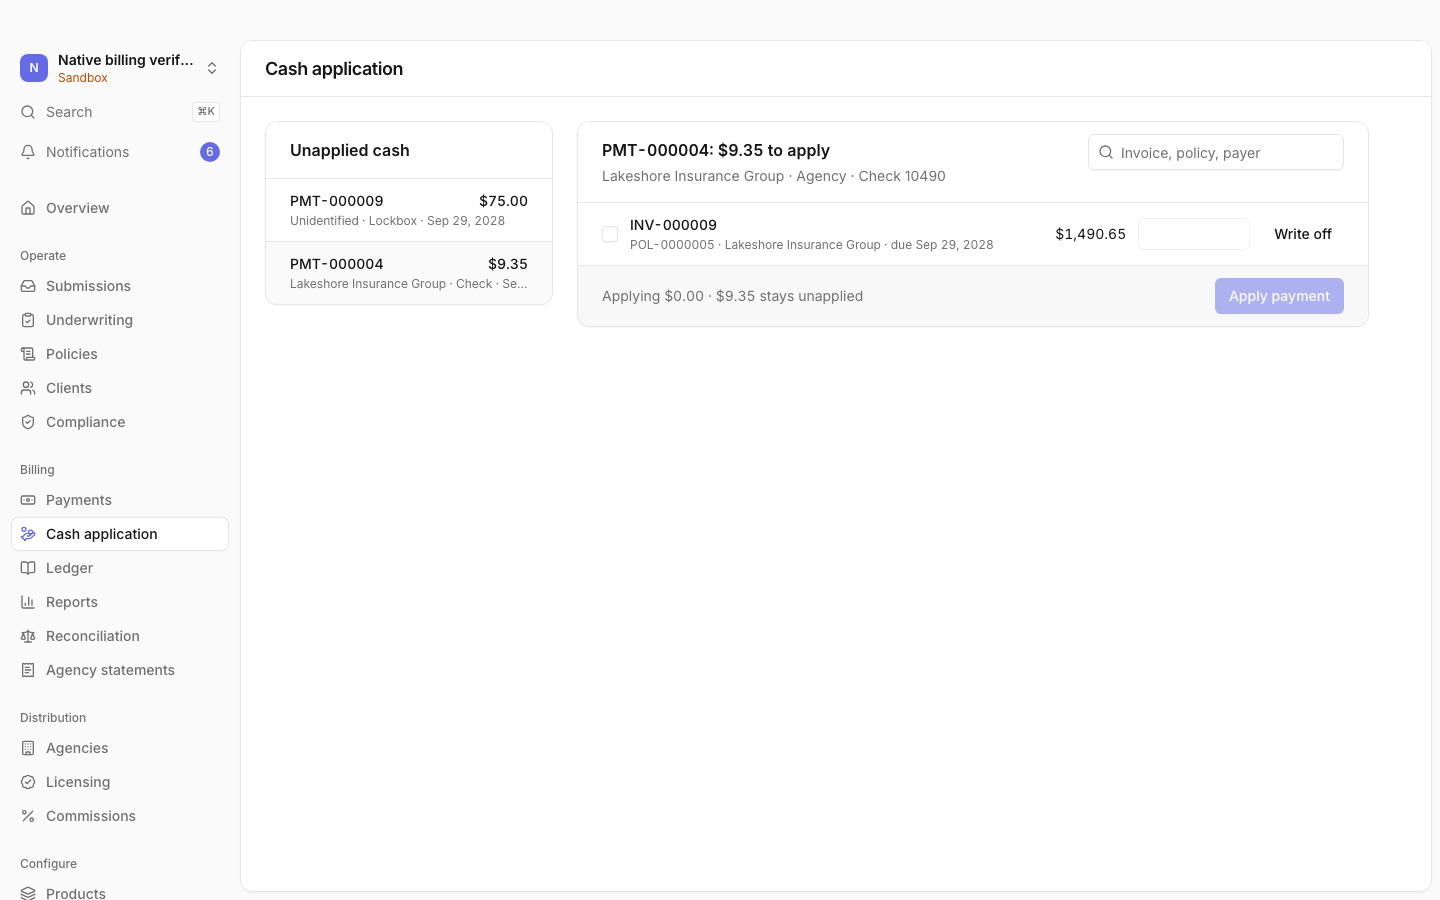 N
Native billing verif...
Sandbox
Search
⌘K
Notifications
6
Overview
Operate
Submissions
Underwriting
Policies
Clients
Compliance
Billing
Payments
Cash application
Ledger
Reports
Reconciliation
Agency statements
Distribution
Agencies
Licensing
Commissions
Configure
Products
Cash application
Unapplied cash
PMT-000009
$75.00
Unidentified · Lockbox · Sep 29, 2028
PMT-000004
$9.35
Lakeshore Insurance Group · Check · Se...
PMT-000004: $9.35 to apply
Lakeshore Insurance Group · Agency · Check 10490
Invoice, policy, payer
INV-000009
POL-0000005 · Lakeshore Insurance Group · due Sep 29, 2028
$1,490.65
Write off
Applying $0.00 · $9.35 stays unapplied
Apply payment